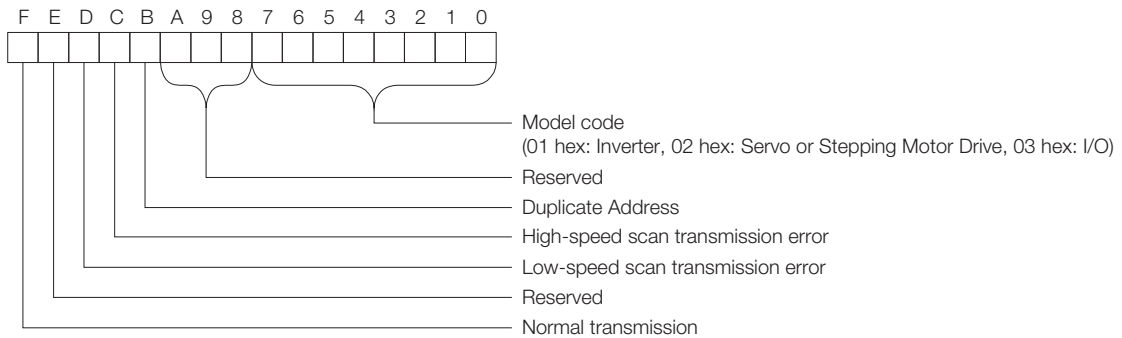 F E D C B A 9 8 7 6 5 4 3 2 1 0
Model code
(01 hex: Inverter, 02 hex: Servo or Stepping Motor Drive, 03 hex: I/O)
Reserved
Duplicate Address
High-speed scan transmission error
Low-speed scan transmission error
Reserved
Normal transmission